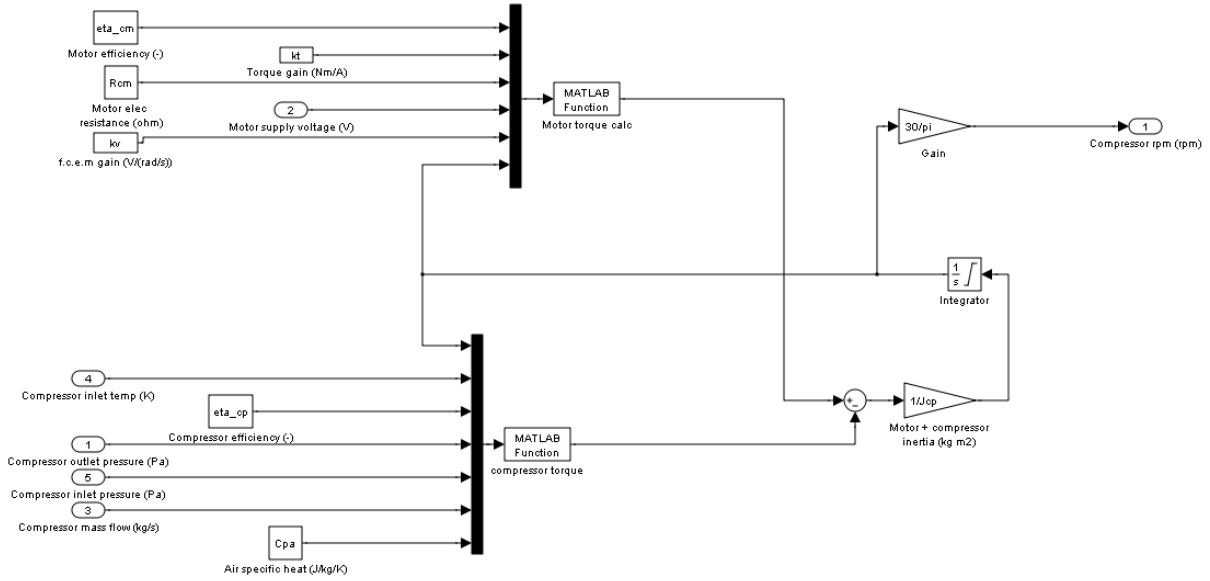 eta_cm
Motor efficiency (-)
kt
Torque gain (Nm/A)
Rcm
Motor elec
resistance (ohm)
2
Motor supply voltage (V)
kv
f.c.e.m gain (V/(rad/s))
MATLAB
Function
Motor torque calc
30/pi
Gain
1
Compressor rpm (rpm)
1
s
Integrator
4
Compressor inlet temp (K)
eta_cp
Compressor efficiency (-)
1
Compressor outlet pressure (Pa)
5
Compressor inlet pressure (Pa)
3
Compressor mass flow (kg/s)
Cpa
Air specific heat (J/kg/K)
MATLAB
Function
compressor torque
+
-
1/Jcp
Motor + compressor
inertia (kg m2)